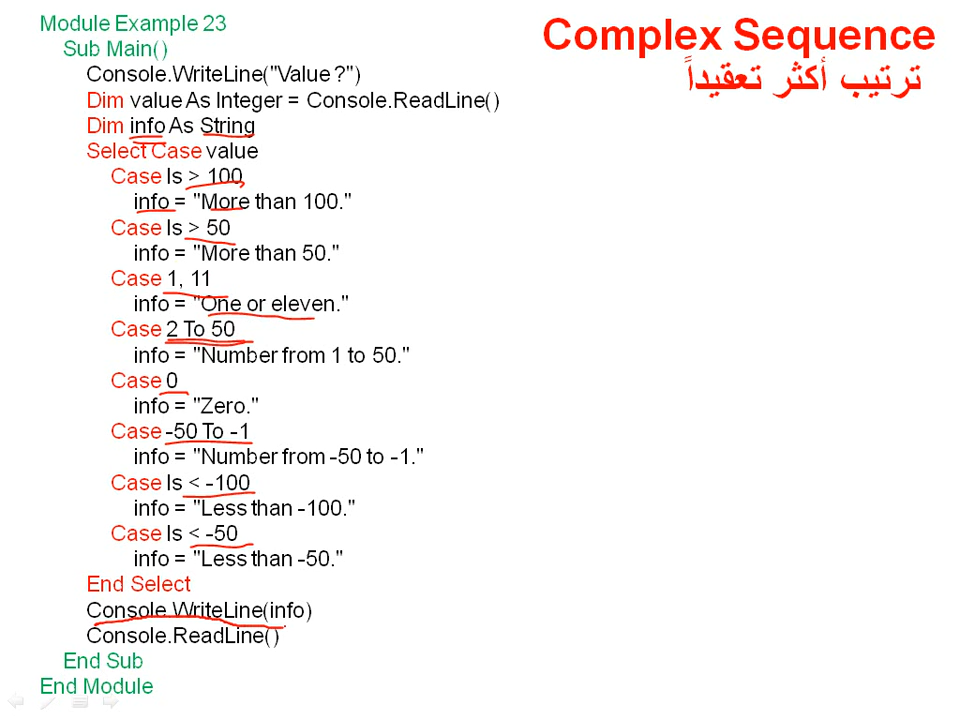 Complex Sequence
ترتيب أكثر تعقيداً
Module Example 23
Sub Main()
Console.WriteLine("Value ?")
Dim value As Integer = Console.ReadLine()
Dim info As String
Select Case value
Case Is > 100
info = "More than 100."
Case Is > 50
info = "More than 50."
Case 1, 11
info = "One or eleven."
Case 2 To 50
info = "Number from 1 to 50."
Case 0
info = "Zero."
Case -50 To -1
info = "Number from -50 to -1."
Case Is < -100
info = "Less than -100."
Case Is < -50
info = "Less than -50."
End Select
Console.WriteLine(info)
Console.ReadLine()
End Sub
End Module